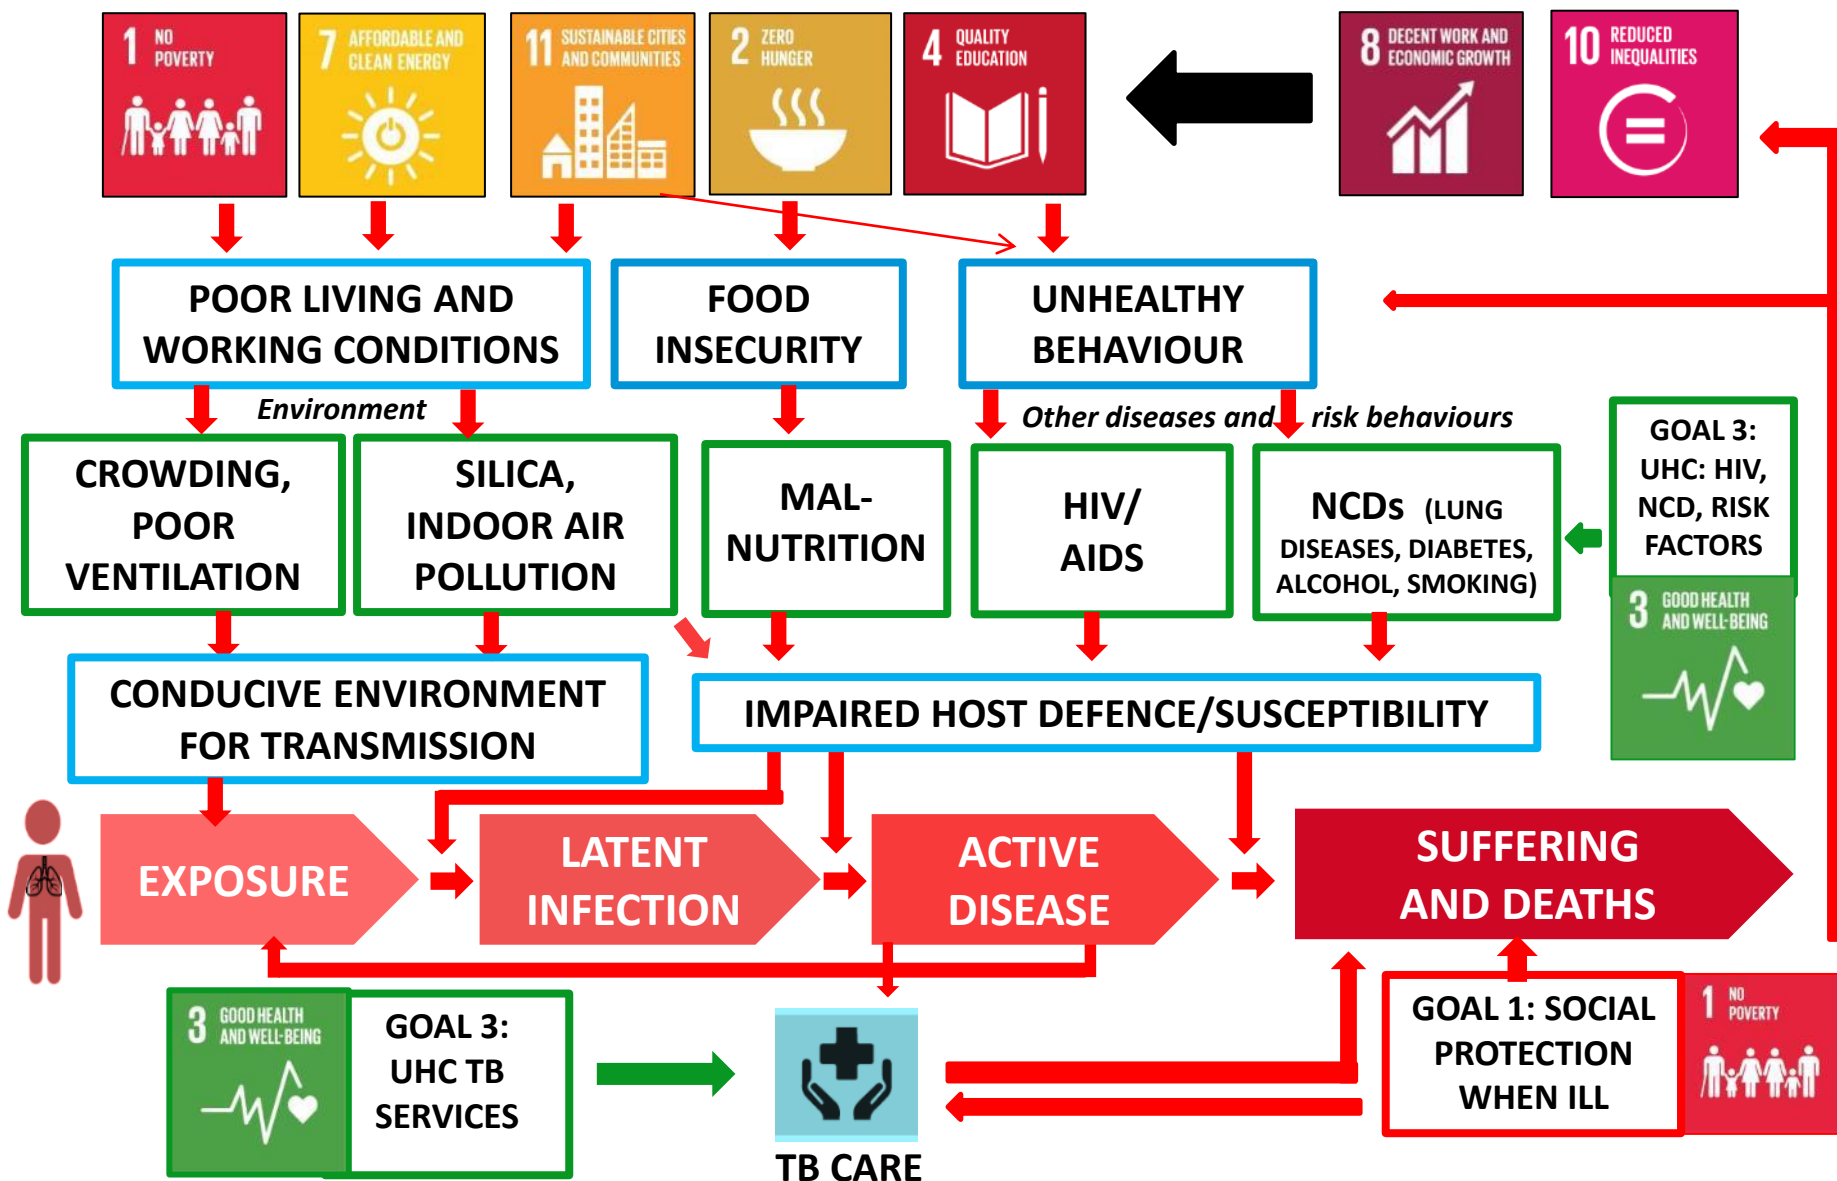 1 NO
POVERTY
7 AFFORDABLE AND
CLEAN ENERGY
11 SUSTAINABLE CITIES
AND COMMUNITIES
2 ZERO
HUNGER
4 QUALITY
EDUCATION
8 DECENT WORK AND
ECONOMIC GROWTH
10 REDUCED
INEQUALITIES
POOR LIVING AND
WORKING CONDITIONS
FOOD
INSECURITY
UNHEALTHY
BEHAVIOUR
Environment
Other diseases and risk behaviours
CROWDING,
POOR
VENTILATION
SILICA,
INDOOR AIR
POLLUTION
MAL-
NUTRITION
HIV/
AIDS
NCDs (LUNG
DISEASES, DIABETES,
ALCOHOL, SMOKING)
GOAL 3:
UHC: HIV,
NCD, RISK
FACTORS
3 GOOD HEALTH
AND WELL-BEING
CONDUCIVE ENVIRONMENT
FOR TRANSMISSION
IMPAIRED HOST DEFENCE/SUSCEPTIBILITY
EXPOSURE
LATENT
INFECTION
ACTIVE
DISEASE
SUFFERING
AND DEATHS
3 GOOD HEALTH
AND WELL-BEING
GOAL 3:
UHC TB
SERVICES
TB CARE
GOAL 1: SOCIAL
PROTECTION
WHEN ILL
1 NO
POVERTY